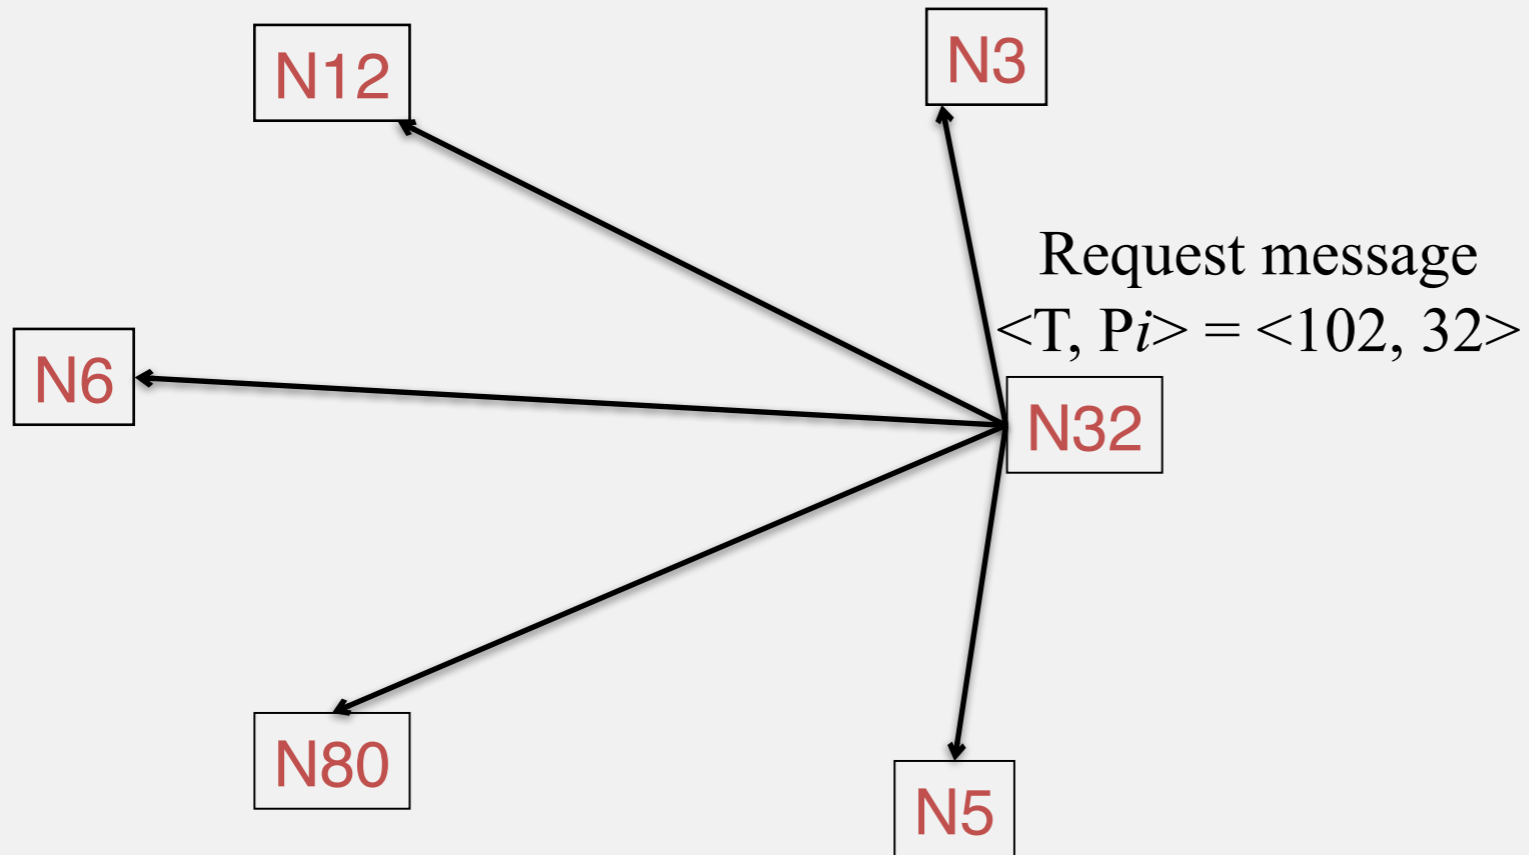 N12
N3
Request message
<T, Pi> = <102, 32>
N6
N32
N80
N5